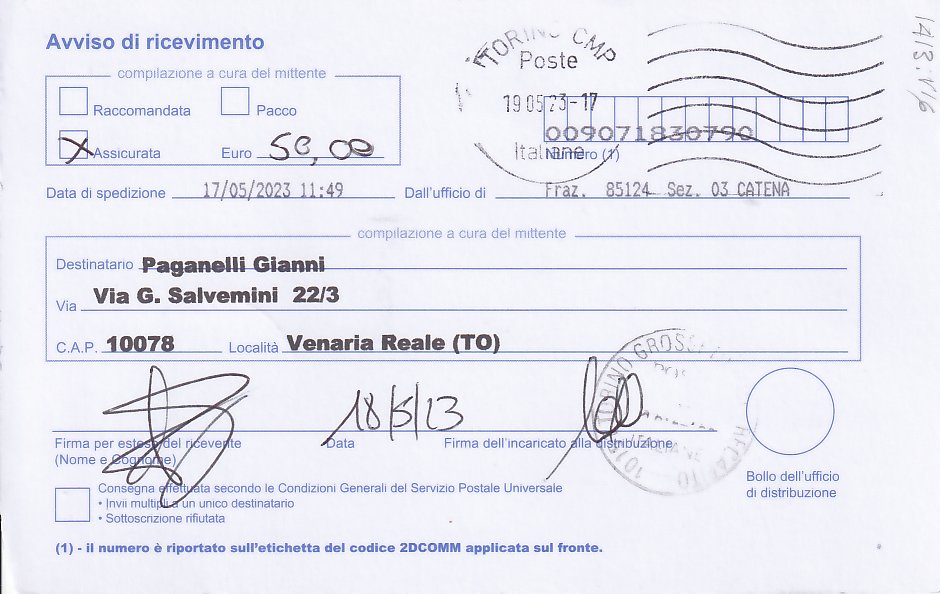 Avviso di ricevimento
compilazione a cura del mittente
Raccomandata Pacco
Assicurata Euro 50,00
TORINO CMP
Poste
19 05 23-17
Italiane
009071830790
Numero (1)
Data di spedizione 17/05/2023 11:49 Dall'ufficio di Fraz. 85124 Sez. 03 CATENA
compilazione a cura del mittente
Destinatario Paganelli Gianni
Via Via G. Salvemini 22/3
C.A.P. 10078 Località Venaria Reale (TO)
TORINO
18/5/23
Firma per esteso del ricevente Data Firma dell'incaricato alla distribuzione
(Nome e Cognome)
Bollo dell'ufficio
di distribuzione
Consegna effettuata secondo le Condizioni Generali del Servizio Postale Universale
• Invii multipli a un unico destinatario
• Sottoscrizione rifiutata
(1) - il numero è riportato sull'etichetta del codice 2DCOMM applicata sul fronte.